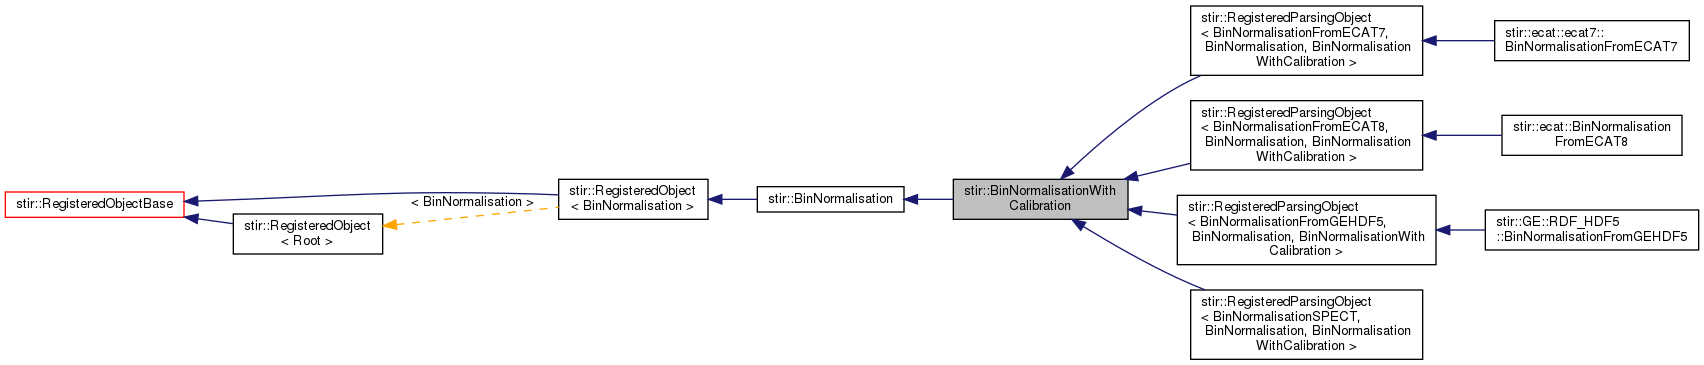 stir::RegisteredObjectBase
stir::RegisteredObject
< Root >
< BinNormalisation >
stir::RegisteredObject
< BinNormalisation >
stir::BinNormalisation
stir::BinNormalisationWith
Calibration
stir::RegisteredParsingObject
< BinNormalisationFromECAT7,
BinNormalisation, BinNormalisation
WithCalibration >
stir::ecat::ecat7::
BinNormalisationFromECAT7
stir::RegisteredParsingObject
< BinNormalisationFromECAT8,
BinNormalisation, BinNormalisation
WithCalibration >
stir::ecat::BinNormalisation
FromECAT8
stir::RegisteredParsingObject
< BinNormalisationFromGEHDF5,
BinNormalisation, BinNormalisationWith
Calibration >
stir::GE::RDF_HDF5
::BinNormalisationFromGEHDF5
stir::RegisteredParsingObject
< BinNormalisationSPECT,
BinNormalisation, BinNormalisation
WithCalibration >